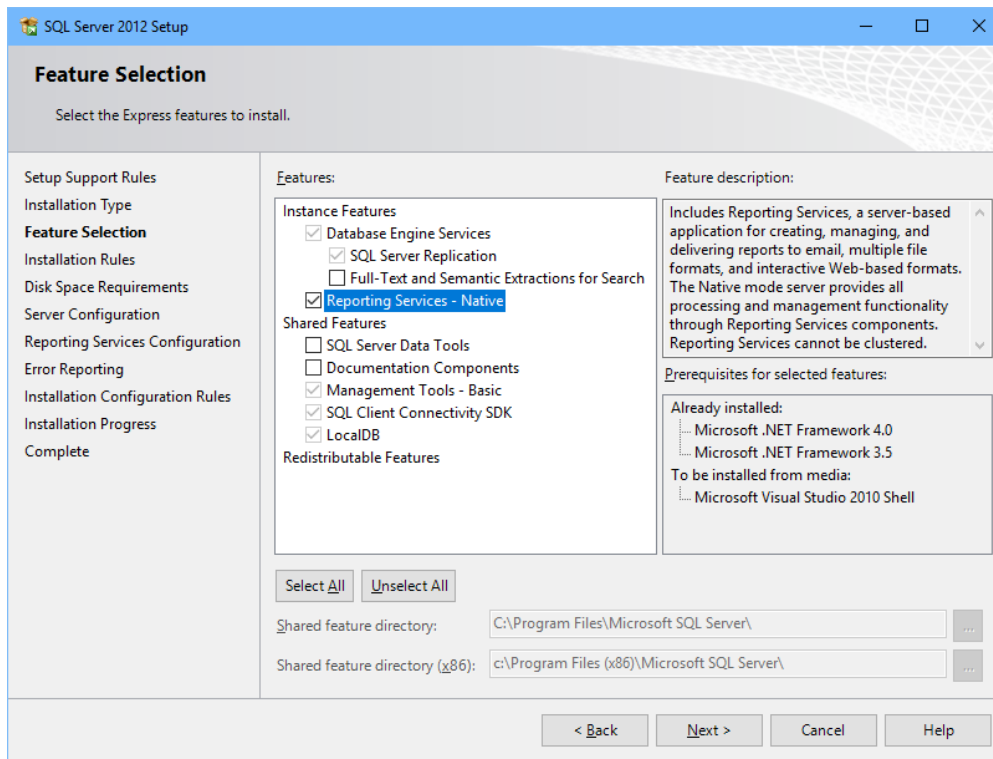 SQL Server 2012 Setup
Feature Selection
Select the Express features to install.
Setup Support Rules
Installation Type
Feature Selection
Installation Rules
Disk Space Requirements
Server Configuration
Reporting Services Configuration
Error Reporting
Installation Configuration Rules
Installation Progress
Complete
Features:
Instance Features
Database Engine Services
SQL Server Replication
Full-Text and Semantic Extractions for Search
Reporting Services - Native
Shared Features
SQL Server Data Tools
Documentation Components
Management Tools - Basic
SQL Client Connectivity SDK
LocalDB
Redistributable Features
Feature description:
Includes Reporting Services, a server-based
application for creating, managing, and
delivering reports to email, multiple file
formats, and interactive Web-based formats.
The Native mode server provides all
processing and management functionality
through Reporting Services components.
Reporting Services cannot be clustered.
Prerequisites for selected features:
Already installed:
Microsoft .NET Framework 4.0
Microsoft .NET Framework 3.5
To be installed from media:
Microsoft Visual Studio 2010 Shell
Select All
Unselect All
Shared feature directory:
C:\Program Files\Microsoft SQL Server\
...
Shared feature directory (x86):
c:\Program Files (x86)\Microsoft SQL Server\
...
< Back
Next >
Cancel
Help